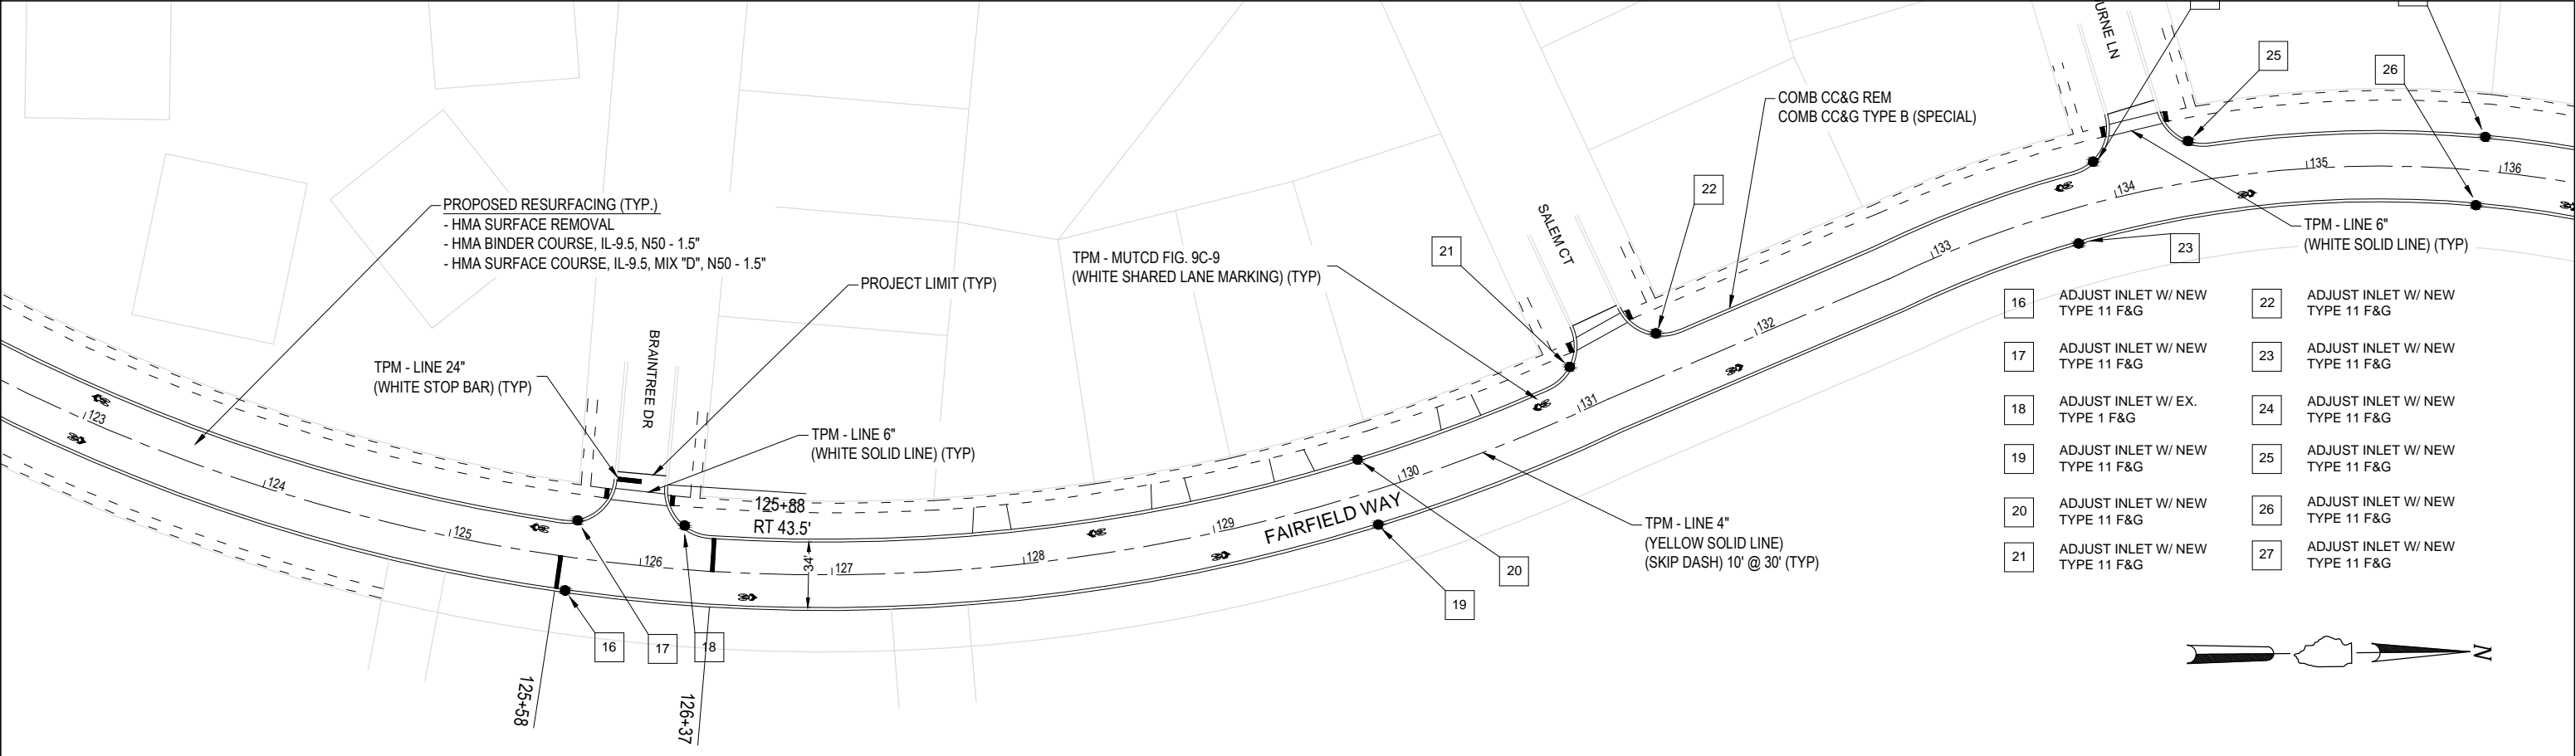 URNE LN
25
26
COMB CC&G REM
COMB CC&G TYPE B (SPECIAL)
135
136
134
22
PROPOSED RESURFACING (TYP.)
- HMA SURFACE REMOVAL
- HMA BINDER COURSE, IL-9.5, N50 - 1.5"
- HMA SURFACE COURSE, IL-9.5, MIX "D", N50 - 1.5"
SALEM CT
TPM - LINE 6"
(WHITE SOLID LINE) (TYP)
21
133
23
TPM - MUTCD FIG. 9C-9
(WHITE SHARED LANE MARKING) (TYP)
PROJECT LIMIT (TYP)
132
BRAINTREE DR
TPM - LINE 24"
(WHITE STOP BAR) (TYP)
131
123
TPM - LINE 6"
(WHITE SOLID LINE) (TYP)
130
124
125+88
RT 43.5'
FAIRFIELD WAY
129
125
126
34'
127
128
TPM - LINE 4"
(YELLOW SOLID LINE)
(SKIP DASH) 10' @ 30' (TYP)
20
19
16
17
18
125+58
126+37
16 ADJUST INLET W/ NEW
TYPE 11 F&G
17 ADJUST INLET W/ NEW
TYPE 11 F&G
18 ADJUST INLET W/ EX.
TYPE 1 F&G
19 ADJUST INLET W/ NEW
TYPE 11 F&G
20 ADJUST INLET W/ NEW
TYPE 11 F&G
21 ADJUST INLET W/ NEW
TYPE 11 F&G
22 ADJUST INLET W/ NEW
TYPE 11 F&G
23 ADJUST INLET W/ NEW
TYPE 11 F&G
24 ADJUST INLET W/ NEW
TYPE 11 F&G
25 ADJUST INLET W/ NEW
TYPE 11 F&G
26 ADJUST INLET W/ NEW
TYPE 11 F&G
27 ADJUST INLET W/ NEW
TYPE 11 F&G
N